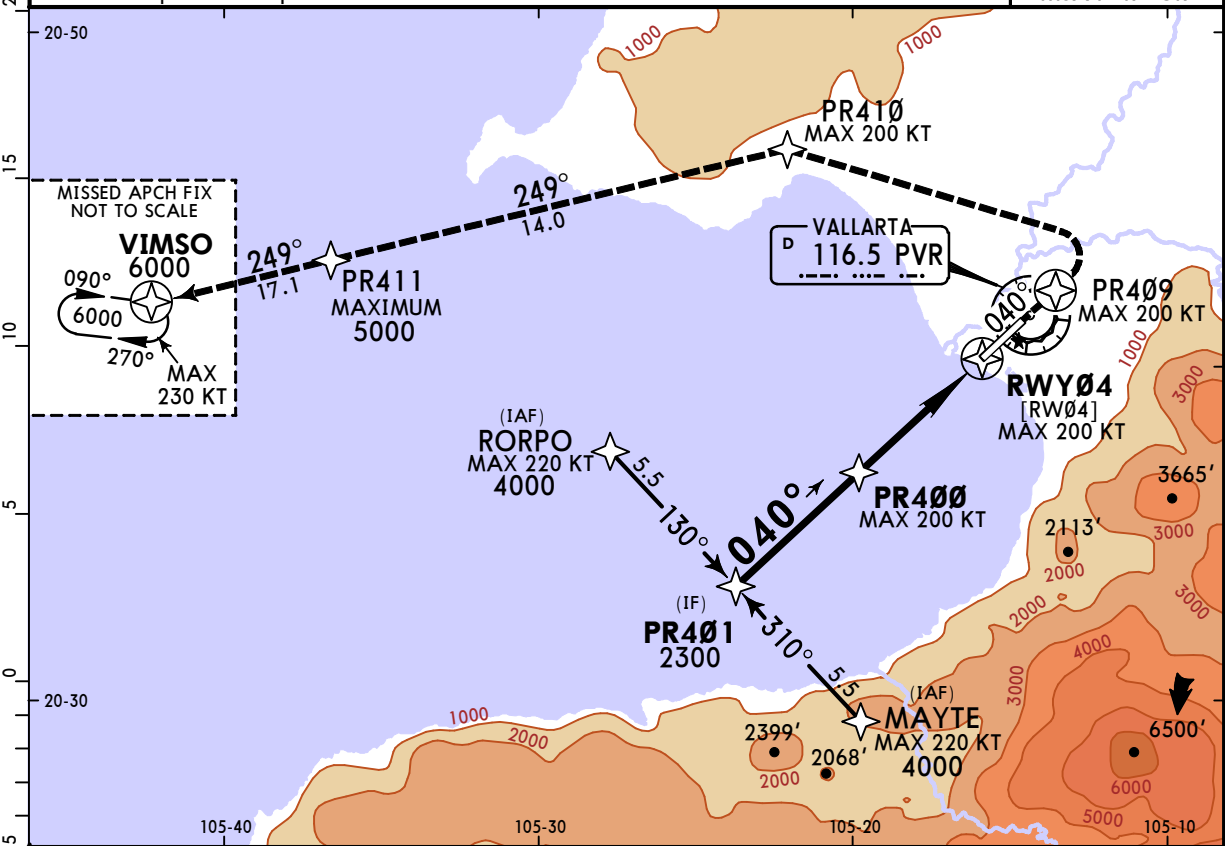 20-50
1000
1000
PR41Ø
MAX 200 KT
15
MISSED APCH FIX
NOT TO SCALE
VIMSO
6000
090°
6000
270°
MAX
230 KT
249°
17.1
249°
14.0
PR411
MAXIMUM
5000
VALLARTA
D 116.5 PVR
040°
PR4Ø9
MAX 200 KT
10
RWYØ4
[RWØ4]
MAX 200 KT
1000
3000
(IAF)
RORPO
MAX 220 KT
4000
5.5
130°
040°
PR4ØØ
MAX 200 KT
3665'
3000
2113'
2000
5
(IF)
PR4Ø1
2300
310°
5.5
2000
3000
4000
3000
0
20-30
(IAF)
MAYTE
MAX 220 KT
4000
6500'
1000
2000
2399'
2000
2068'
6000
5000
5
105-40
105-30
105-20
105-10